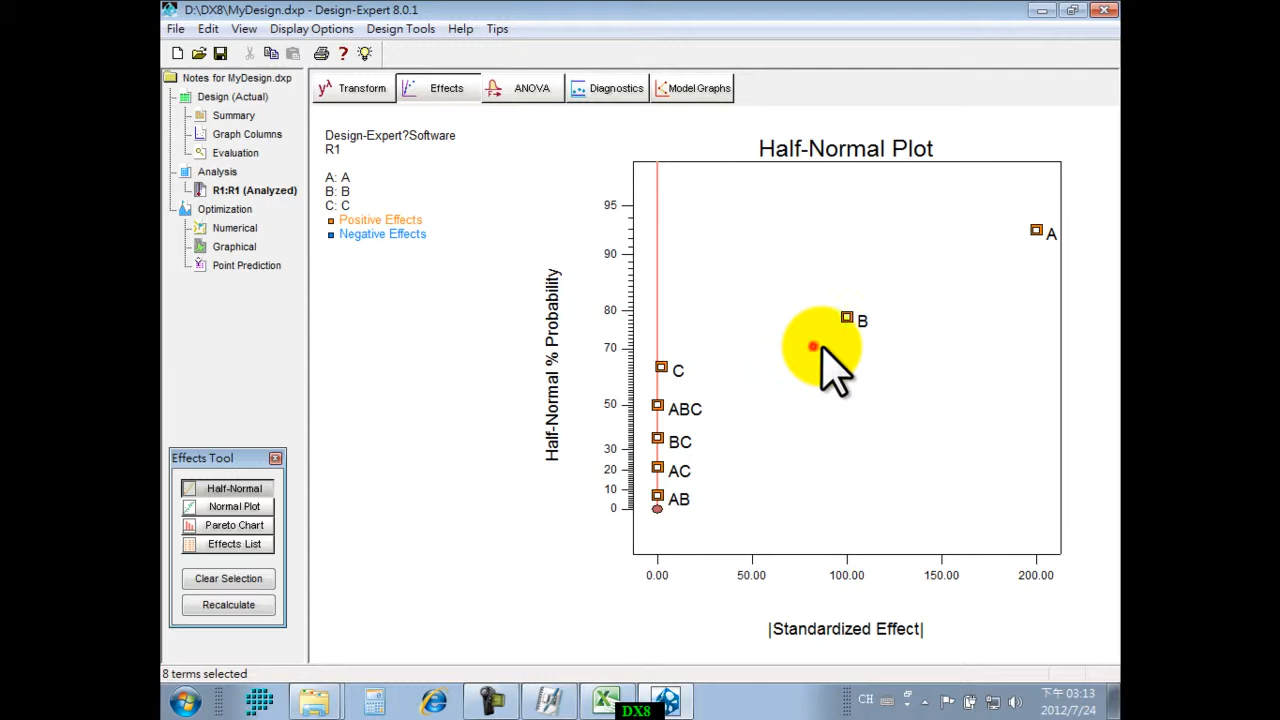 D:\DX8\MyDesign.dxp - Design-Expert 8.0.1
File Edit View Display Options Design Tools Help Tips
Notes for MyDesign.dxp
Design (Actual)
Summary
Graph Columns
Evaluation
Analysis
R1:R1 (Analyzed)
Optimization
Numerical
Graphical
Point Prediction
Effects Tool
Half-Normal
Normal Plot
Pareto Chart
Effects List
Clear Selection
Recalculate
yλ Transform Effects ANOVA Diagnostics Model Graphs
Design-Expert?Software
R1
A: A
B: B
C: C
Positive Effects
Negative Effects
Half-Normal Plot
Half-Normal % Probability
95
90
80
70
50
30
20
10
0
A
B
C
ABC
BC
AC
AB
0.00 50.00 100.00 150.00 200.00
|Standardized Effect|
8 terms selected
DX8
CH
下午 03:13
2012/7/24